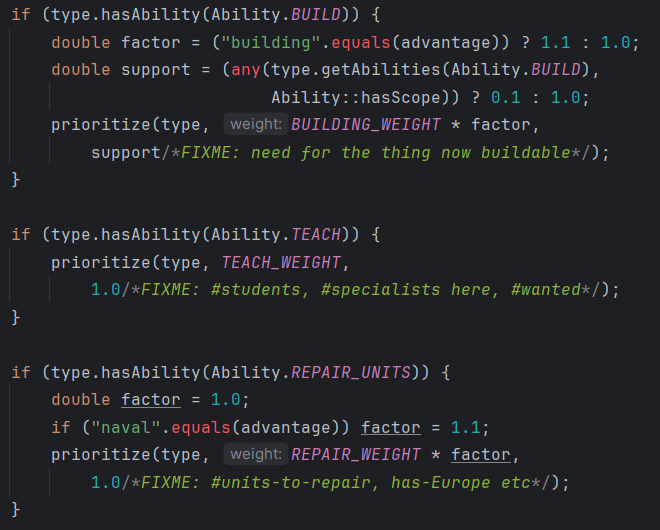 if (type.hasAbility(Ability.BUILD)) {
    double factor = ("building".equals(advantage)) ? 1.1 : 1.0;
    double support = (any(type.getAbilities(Ability.BUILD),
                          Ability::hasScope)) ? 0.1 : 1.0;
    prioritize(type, weight: BUILDING_WEIGHT * factor,
        support/*FIXME: need for the thing now buildable*/);
}

if (type.hasAbility(Ability.TEACH)) {
    prioritize(type, TEACH_WEIGHT,
        1.0/*FIXME: #students, #specialists here, #wanted*/);
}

if (type.hasAbility(Ability.REPAIR_UNITS)) {
    double factor = 1.0;
    if ("naval".equals(advantage)) factor = 1.1;
    prioritize(type, weight: REPAIR_WEIGHT * factor,
        1.0/*FIXME: #units-to-repair, has-Europe etc*/);
}